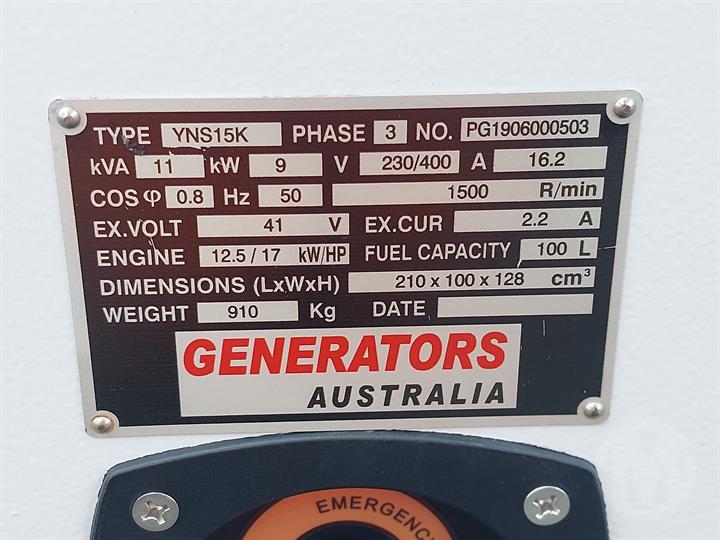 TYPE YNS15K PHASE 3 NO. PG1906000503
kVA 11 kW 9 V 230/400 A 16.2
COS φ 0.8 Hz 50 1500 R/min
EX.VOLT 41 V EX.CUR 2.2 A
ENGINE 12.5/17 kW/HP FUEL CAPACITY 100 L
DIMENSIONS (LxWxH) 210 x 100 x 128 cm³
WEIGHT 910 Kg DATE
GENERATORS
AUSTRALIA
EMERGENCY